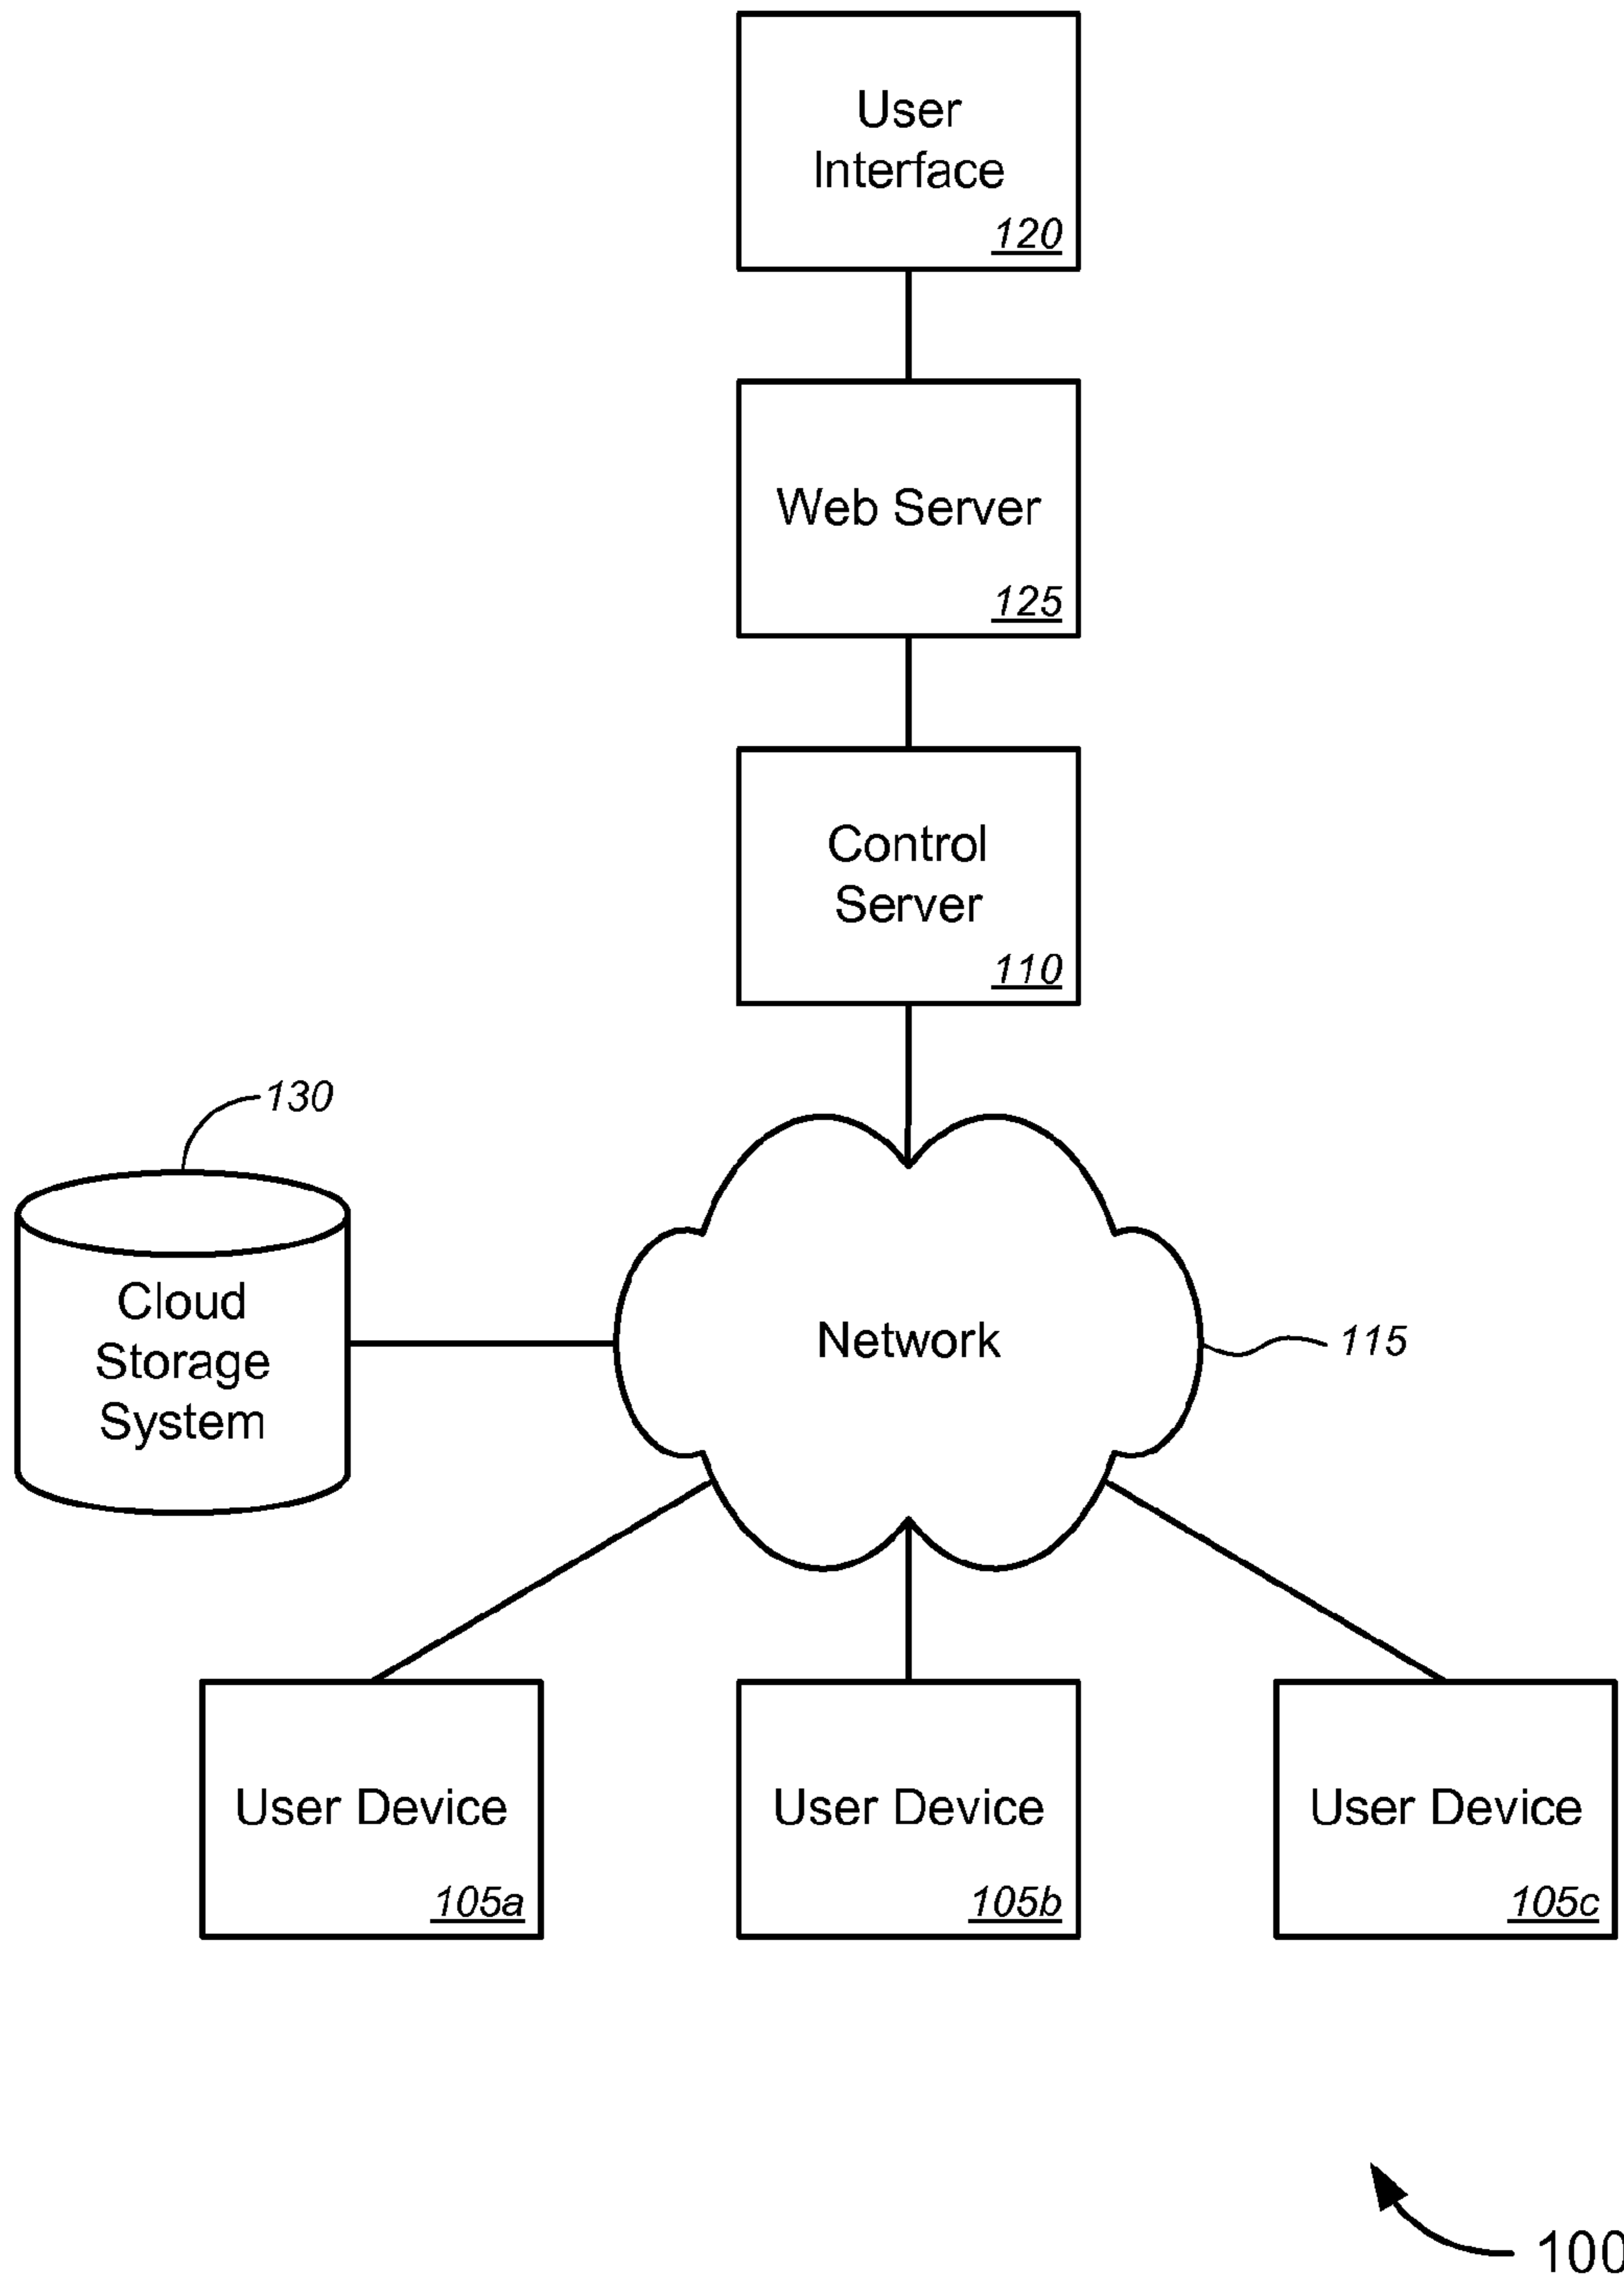 User
Interface
120
Web Server
125
Control
Server
110
130
Cloud
Storage
System
Network
115
User Device
105a
User Device
105b
User Device
105c
100